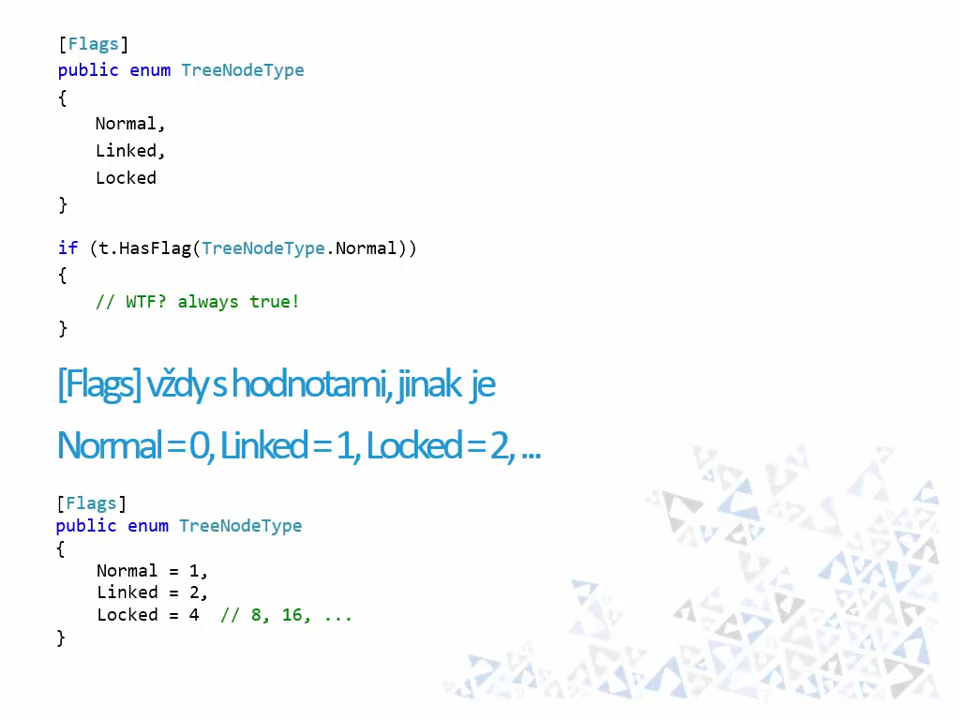 [Flags]
public enum TreeNodeType
{
Normal,
Linked,
Locked
}
if (t.HasFlag(TreeNodeType.Normal))
{
// WTF? always true!
}
[Flags] vždy s hodnotami, jinak je
Normal = 0, Linked = 1, Locked = 2, ...
[Flags]
public enum TreeNodeType
{
Normal = 1,
Linked = 2,
Locked = 4 // 8, 16, ...
}